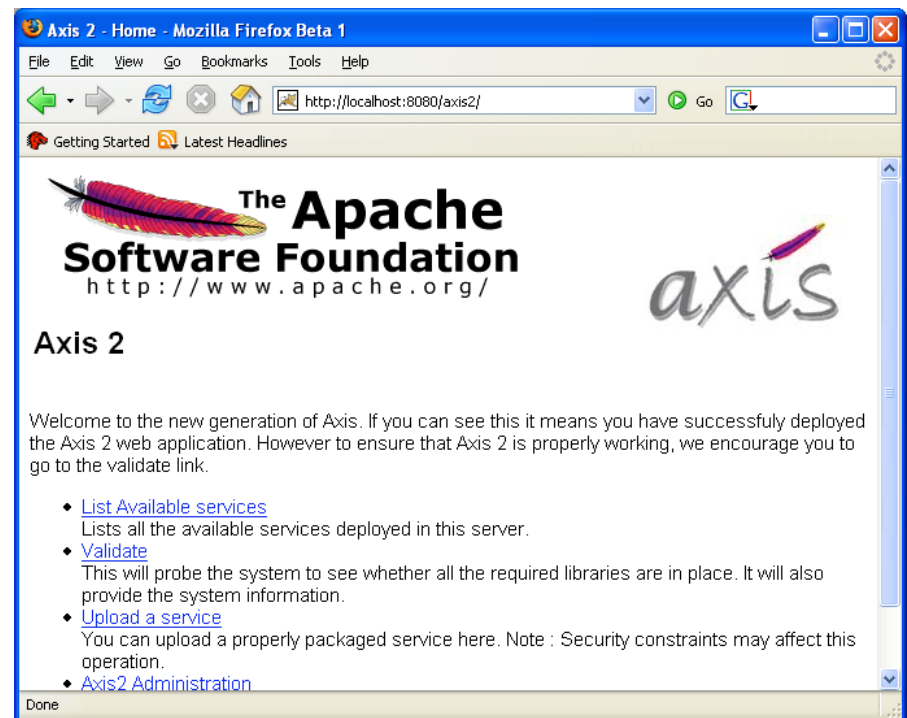 Axis 2 - Home - Mozilla Firefox Beta 1
File Edit View Go Bookmarks Tools Help
http://localhost:8080/axis2/ Go G
Getting Started Latest Headlines
The Apache
Software Foundation
http://www.apache.org/
axis
Axis 2
Welcome to the new generation of Axis. If you can see this it means you have successfuly deployed
the Axis 2 web application. However to ensure that Axis 2 is properly working, we encourage you to
go to the validate link.
List Available services
Lists all the available services deployed in this server.
Validate
This will probe the system to see whether all the required libraries are in place. It will also
provide the system information.
Upload a service
You can upload a properly packaged service here. Note : Security constraints may affect this
operation.
Axis2 Administration
Done